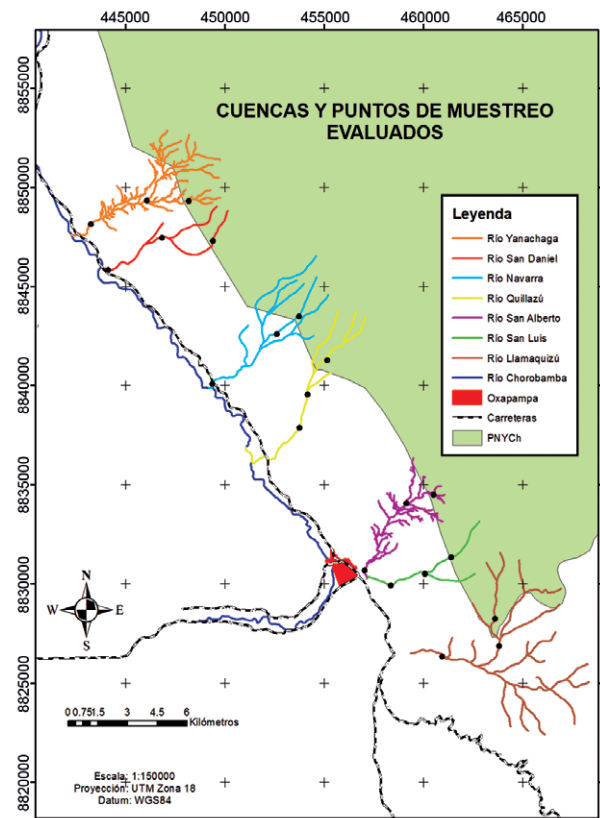 445000 450000 455000 460000 465000
8855000
8850000
8845000
8840000
8835000
8830000
8825000
8820000
CUENCAS Y PUNTOS DE MUESTREO
EVALUADOS
Leyenda
Río Yanachaga
Río San Daniel
Río Navarra
Río Quillazú
Río San Alberto
Río San Luis
Río Llamaquizú
Río Chorobamba
Oxapampa
Carreteras
PNYCh
N
W E
S
0 0.75 1.5 3 4.5 6
Kilómetros
Escala: 1:150000
Proyección: UTM Zona 18
Datum: WGS84